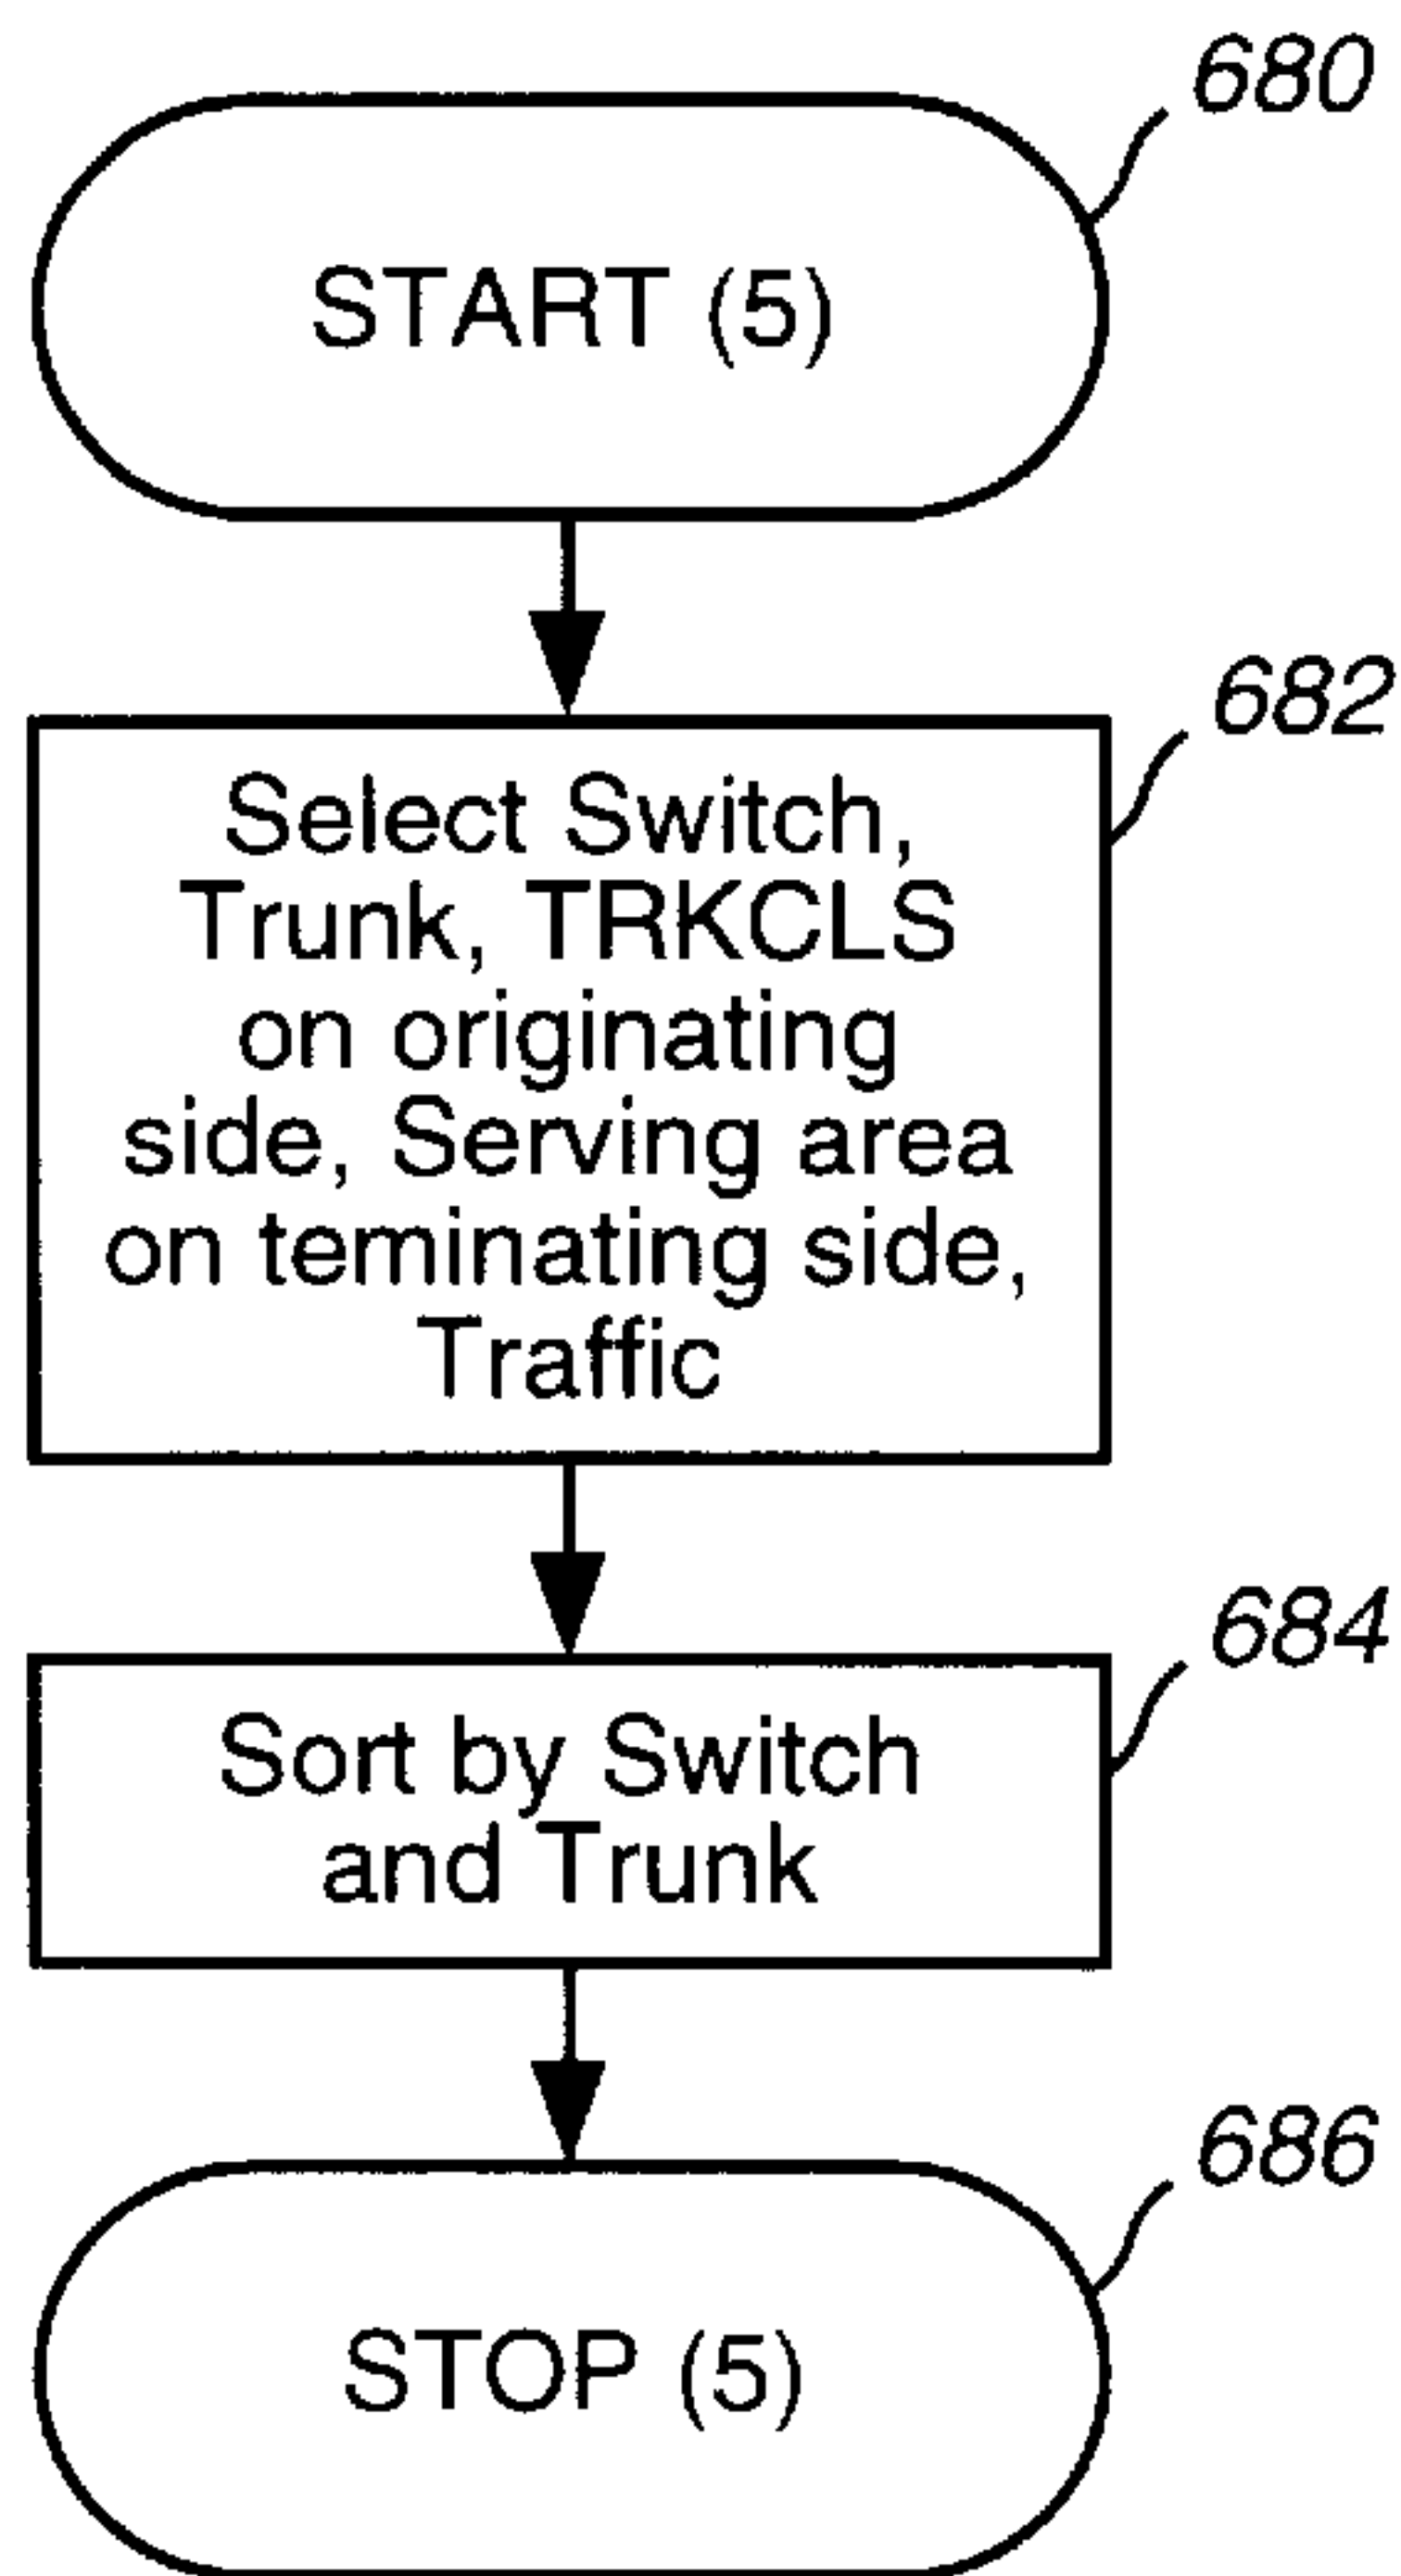 680
START (5)
682
Select Switch,
Trunk, TRKCLS
on originating
side, Serving area
on teminating side,
Traffic
684
Sort by Switch
and Trunk
686
STOP (5)